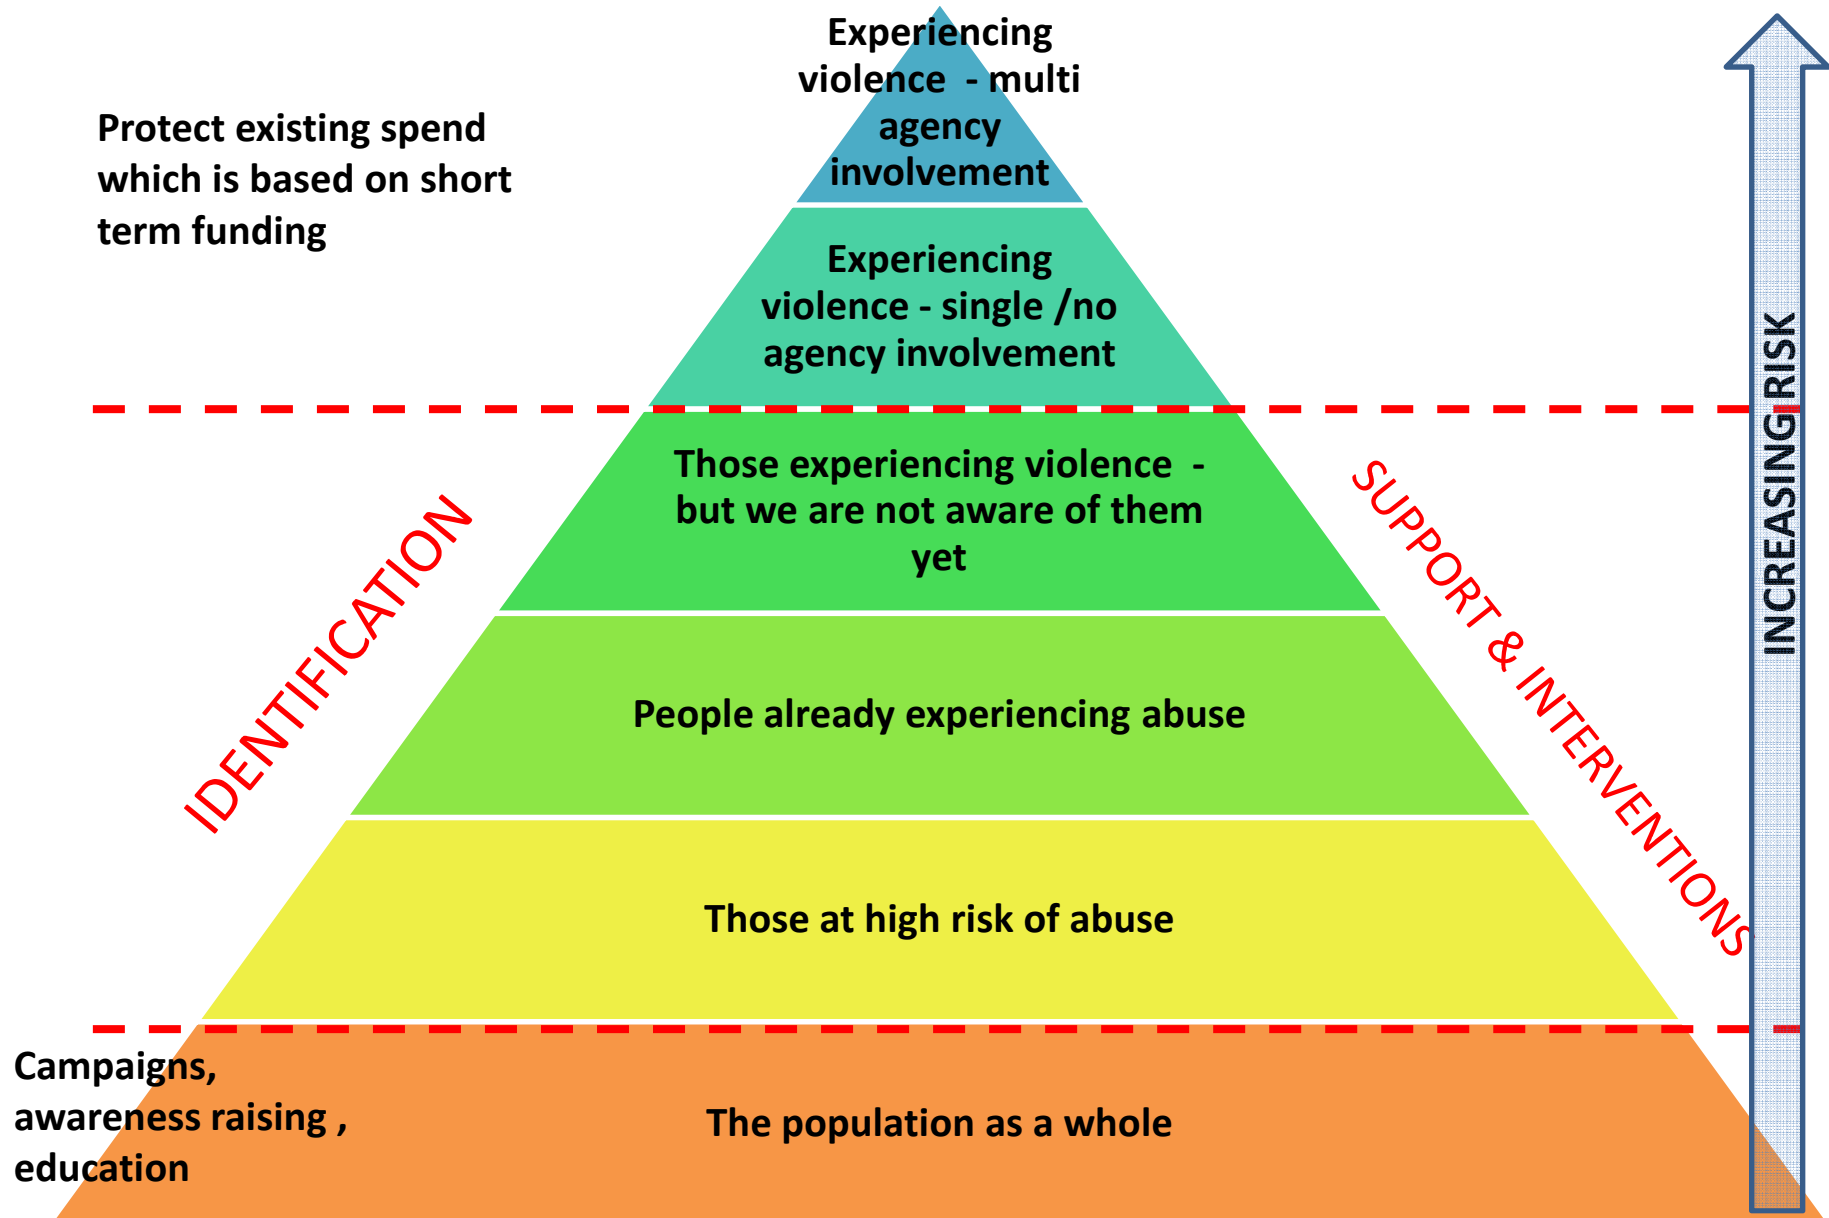 Experiencing
violence - multi
agency
involvement
Protect existing spend
which is based on short
term funding
Experiencing
violence - single /no
agency involvement
Those experiencing violence -
but we are not aware of them
yet
IDENTIFICATION
SUPPORT & INTERVENTIONS
INCREASING RISK
People already experiencing abuse
Those at high risk of abuse
Campaigns,
awareness raising ,
education
The population as a whole